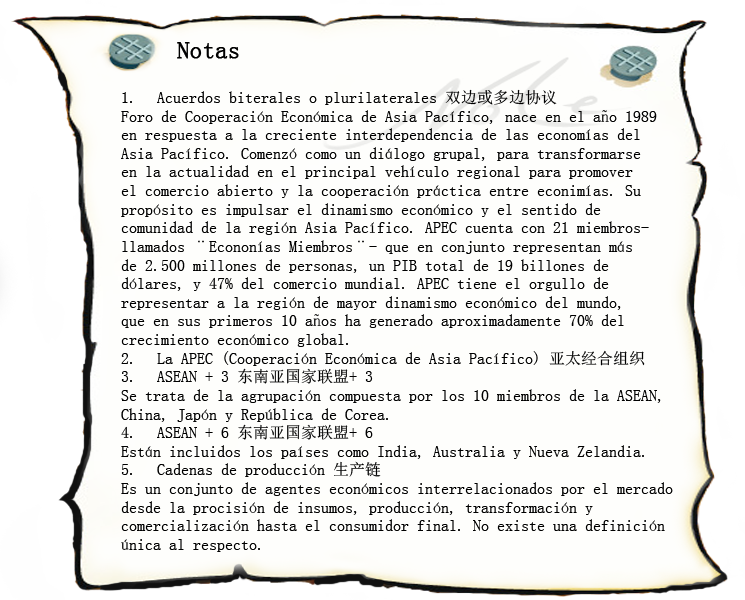 Notas
1. Acuerdos biterales o plurilaterales 双边或多边协议
Foro de Cooperación Económica de Asia Pacífico, nace en el año 1989
en respuesta a la creciente interdependencia de las economías del
Asia Pacífico. Comenzó como un diálogo grupal, para transformarse
en la actualidad en el principal vehículo regional para promover
el comercio abierto y la cooperación práctica entre econimías. Su
propósito es impulsar el dinamismo económico y el sentido de
comunidad de la región Asia Pacífico. APEC cuenta con 21 miembros-
llamados ¨Econonías Miembros¨- que en conjunto representan más
de 2.500 millones de personas, un PIB total de 19 billones de
dólares, y 47% del comercio mundial. APEC tiene el orgullo de
representar a la región de mayor dinamismo económico del mundo,
que en sus primeros 10 años ha generado aproximadamente 70% del
crecimiento económico global.
2. La APEC (Cooperación Económica de Asia Pacífico) 亚太经合组织
3. ASEAN + 3 东南亚国家联盟+ 3
Se trata de la agrupación compuesta por los 10 miembros de la ASEAN,
China, Japón y República de Corea.
4. ASEAN + 6 东南亚国家联盟+ 6
Están incluidos los países como India, Australia y Nueva Zelandia.
5. Cadenas de producción 生产链
Es un conjunto de agentes económicos interrelacionados por el mercado
desde la procisión de insumos, producción, transformación y
comercialización hasta el consumidor final. No existe una definición
única al respecto.